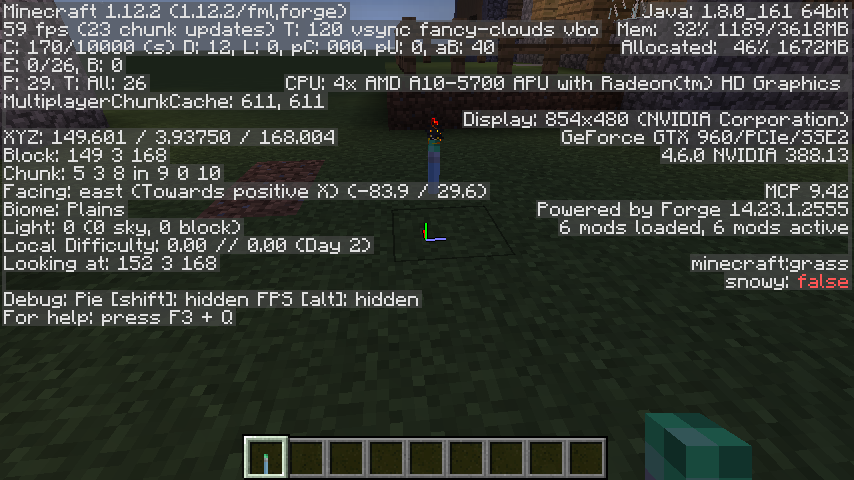 Minecraft 1.12.2 (1.12.2/fml,forge)
59 fps (23 chunk updates) T: 120 vsync fancy-clouds vbo
C: 170/10000 (s) D: 12, L: 0, pC: 000, pU: 0, aB: 40
E: 0/26, B: 0
P: 29. T: All: 26
MultiplayerChunkCache: 611, 611
XYZ: 149.601 / 3.93750 / 168.004
Block: 149 3 168
Chunk: 5 3 8 in 9 0 10
Facing: east (Towards positive X) (-83.9 / 29.6)
Biome: Plains
Light: 0 (0 sky, 0 block)
Local Difficulty: 0.00 // 0.00 (Day 2)
Looking at: 152 3 168
Debug: Pie [shift]: hidden FPS [alt]: hidden
For help: press F3 + Q
Java: 1.8.0_161 64bit
Mem: 32% 1189/3618MB
Allocated: 46% 1672MB
CPU: 4x AMD A10-5700 APU with Radeon(tm) HD Graphics
Display: 854x480 (NVIDIA Corporation)
GeForce GTX 960/PCIe/SSE2
4.6.0 NVIDIA 388.13
MCP 9.42
Powered by Forge 14.23.1.2555
6 mods loaded, 6 mods active
minecraft:grass
snowy: false